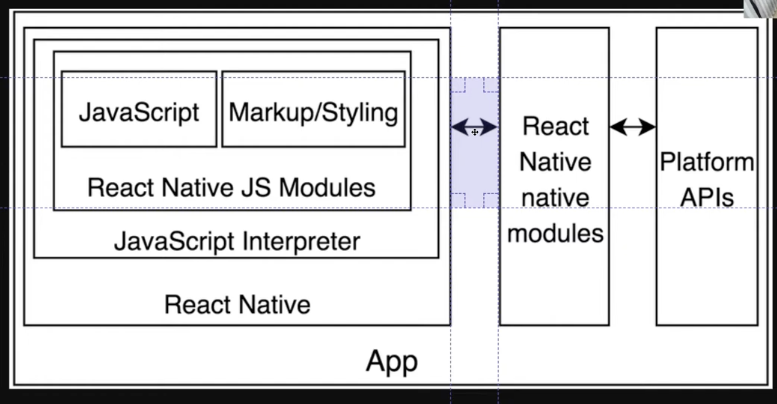 JavaScript
Markup/Styling
React Native JS Modules
JavaScript Interpreter
React Native
React
Native
native
modules
Platform
APIs
App